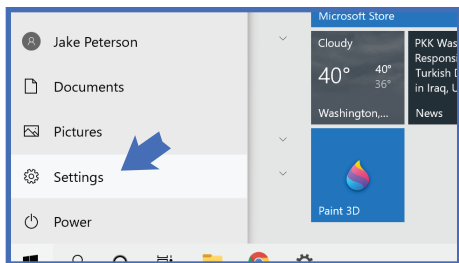 Microsoft Store
Jake Peterson
Documents
Pictures
Settings
Power
Cloudy
40° 40°
36°
Washington,...
PKK Was
Responsi
Turkish
in Iraq, U
News
Paint 3D